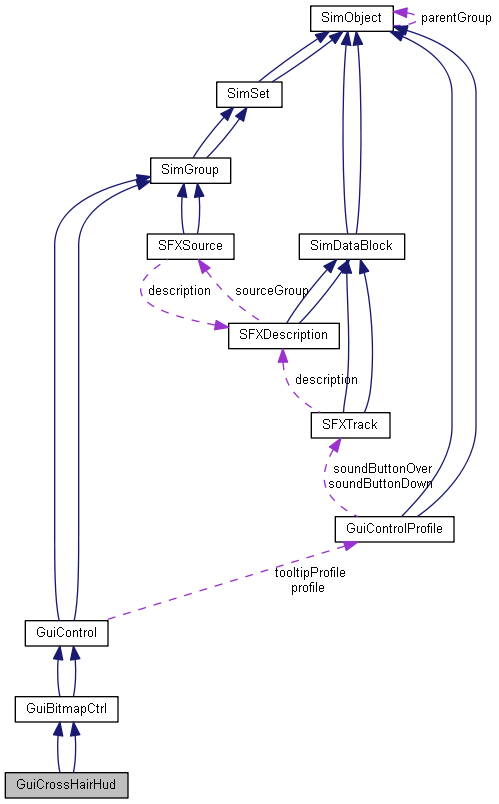 SimObject
parentGroup
SimSet
SimGroup
SFXSource
SimDataBlock
description
sourceGroup
SFXDescription
description
SFXTrack
soundButtonOver
soundButtonDown
GuiControlProfile
tooltipProfile
profile
GuiControl
GuiBitmapCtrl
GuiCrossHairHud